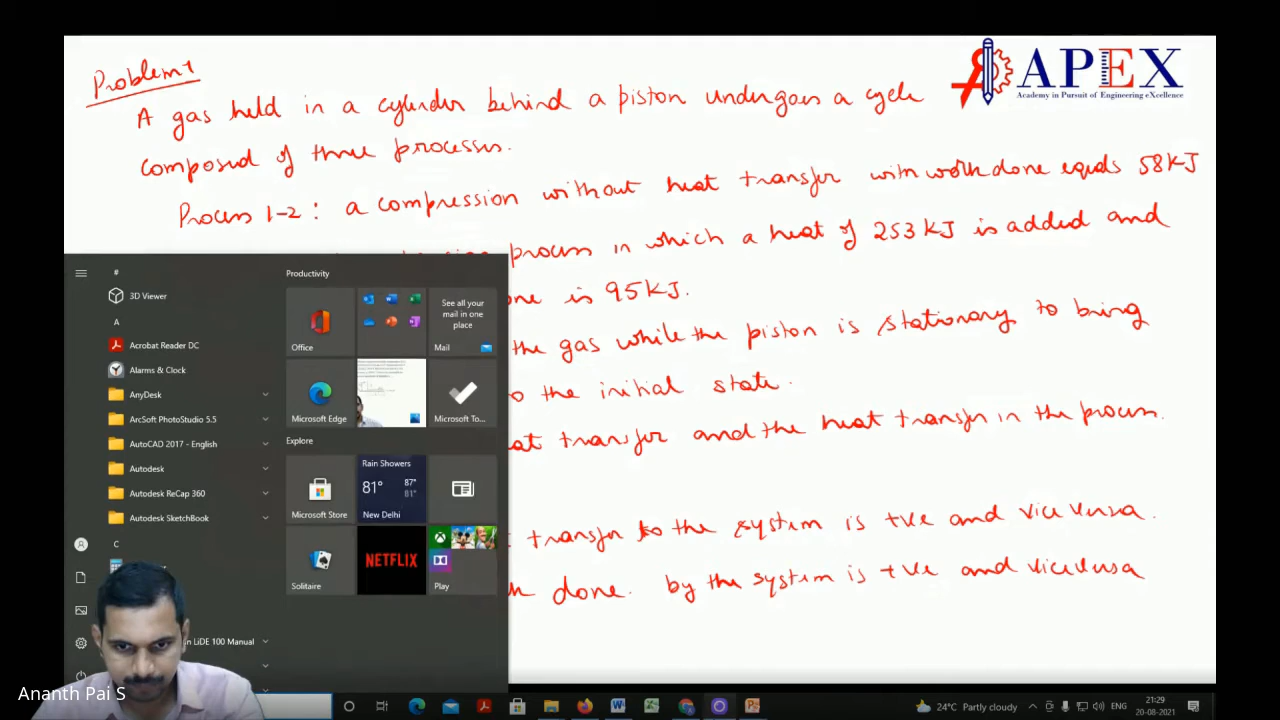 Problem 1
A gas held in a cylinder behind a piston undergoes a cycle
composed of three processes.
Process 1-2: a compression without heat transfer with workdone equals 58KJ
process in which a heat of 253 KJ is added and
is 95KJ.
the gas while the piston is stationary to bring
the initial state.
transfer and the heat transfer in the process.
transfer to the system is +ve and vice versa.
done. by the system is +ve and vice versa
APEX
Academy in Pursuit of Engineering eXcellence
#
3D Viewer
A
Acrobat Reader DC
Alarms & Clock
AnyDesk
ArcSoft PhotoStudio 5.5
AutoCAD 2017 - English
Autodesk
Autodesk ReCap 360
Autodesk SketchBook
C
LiDE 100 Manual
Productivity
Office
See all your
mail in one
place
Mail
Microsoft Edge
Microsoft To...
Explore
Microsoft Store
Rain Showers
81° 87°
81°
New Delhi
Solitaire
NETFLIX
Play
Ananth Pai S
24°C Partly cloudy
ENG
21:29
20-08-2021